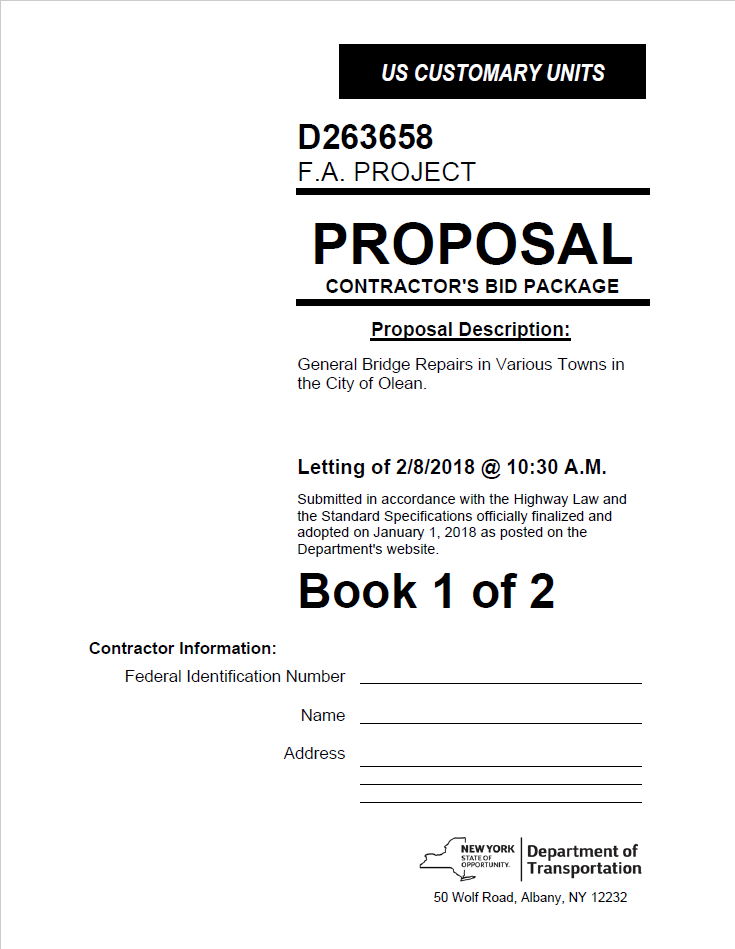 US CUSTOMARY UNITS
D263658
F.A. PROJECT
PROPOSAL
CONTRACTOR'S BID PACKAGE
Proposal Description:
General Bridge Repairs in Various Towns in
the City of Olean.
Letting of 2/8/2018 @ 10:30 A.M.
Submitted in accordance with the Highway Law and
the Standard Specifications officially finalized and
adopted on January 1, 2018 as posted on the
Department's website.
Book 1 of 2
Contractor Information:
Federal Identification Number
Name
Address
NEW YORK
STATE OF
OPPORTUNITY.
Department of
Transportation
50 Wolf Road, Albany, NY 12232